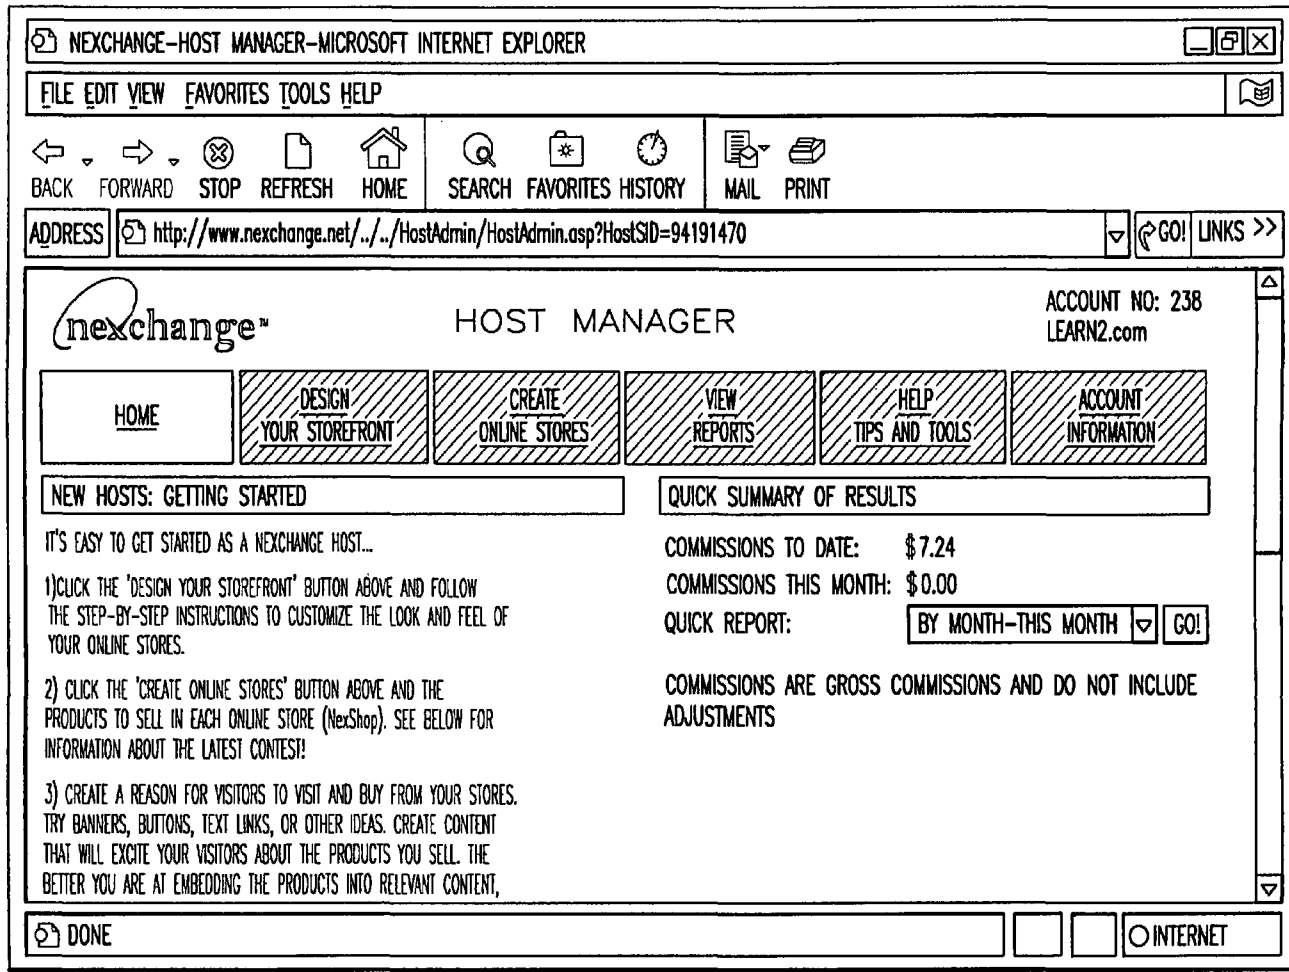 NEXCHANGE-HOST MANAGER-MICROSOFT INTERNET EXPLORER
FILE EDIT VIEW FAVORITES TOOLS HELP
BACK FORWARD STOP REFRESH HOME SEARCH FAVORITES HISTORY MAIL PRINT
ADDRESS http://www.nexchange.net/../../HostAdmin/HostAdmin.asp?HostSID=94191470 GO! LINKS >>
nexchange™ HOST MANAGER
ACCOUNT NO: 238
LEARN2.com
HOME
DESIGN
YOUR STOREFRONT
CREATE
ONLINE STORES
VIEW
REPORTS
HELP
TIPS AND TOOLS
ACCOUNT
INFORMATION
NEW HOSTS: GETTING STARTED
IT'S EASY TO GET STARTED AS A NEXCHANGE HOST...
1)CLICK THE 'DESIGN YOUR STOREFRONT' BUTTON ABOVE AND FOLLOW
THE STEP-BY-STEP INSTRUCTIONS TO CUSTOMIZE THE LOOK AND FEEL OF
YOUR ONLINE STORES.
2) CLICK THE 'CREATE ONLINE STORES' BUTTON ABOVE AND THE
PRODUCTS TO SELL IN EACH ONLINE STORE (NexShop). SEE BELOW FOR
INFORMATION ABOUT THE LATEST CONTEST!
3) CREATE A REASON FOR VISITORS TO VISIT AND BUY FROM YOUR STORES.
TRY BANNERS, BUTTONS, TEXT LINKS, OR OTHER IDEAS. CREATE CONTENT
THAT WILL EXCITE YOUR VISITORS ABOUT THE PRODUCTS YOU SELL. THE
BETTER YOU ARE AT EMBEDDING THE PRODUCTS INTO RELEVANT CONTENT,
QUICK SUMMARY OF RESULTS
COMMISSIONS TO DATE: $7.24
COMMISSIONS THIS MONTH: $0.00
QUICK REPORT: BY MONTH-THIS MONTH GO!
COMMISSIONS ARE GROSS COMMISSIONS AND DO NOT INCLUDE
ADJUSTMENTS
DONE
INTERNET